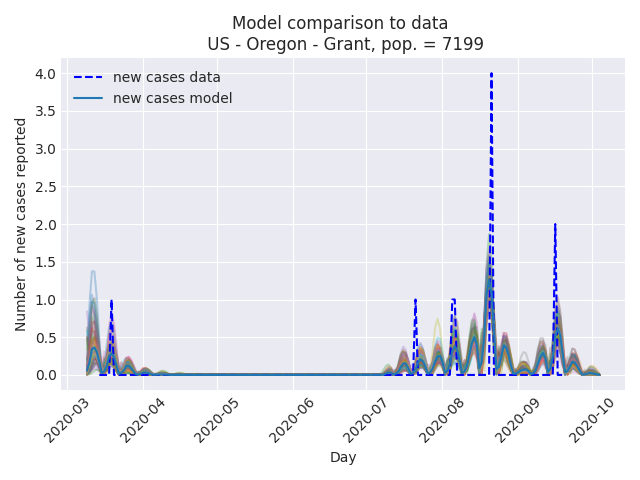 Model comparison to data
US - Oregon - Grant, pop. = 7199
new cases data
new cases model
Number of new cases reported
4.0
3.5
3.0
2.5
2.0
1.5
1.0
0.5
0.0
2020-03
2020-04
2020-05
2020-06
2020-07
2020-08
2020-09
2020-10
Day